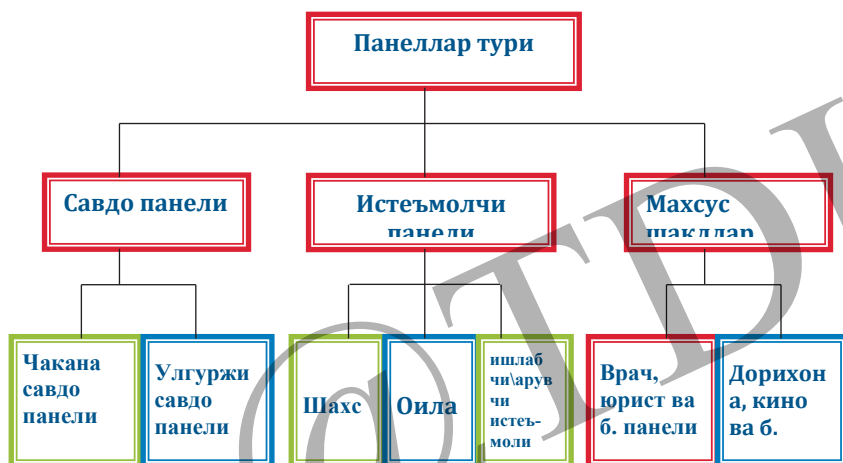 Панеллар тури
Савдо панели
Истеъмолчи
панели
Махсус
шакллар
Чакана
савдо
панели
Улгуржи
савдо
панели
Шахс
Оила
ишлаб
чи\арув
чи
истеъ-
моли
Врач,
юрист ва
б. панели
Дорихон
а, кино
ва б.